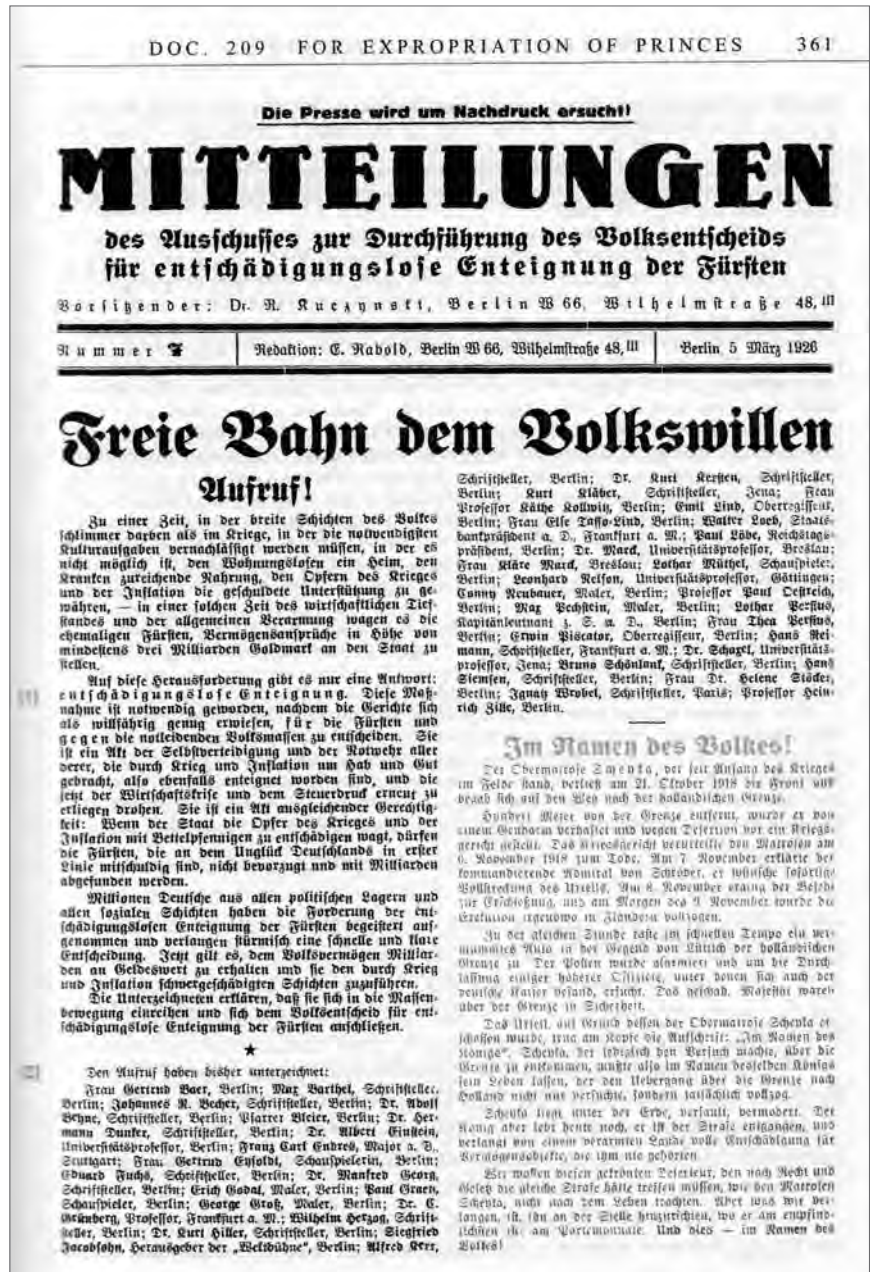 DOC. 209 FOR EXPROPRIATION OF PRINCES 361
Die Presse wird um Nachdruck ersucht!
MITTEILUNGEN
des Ausschusses zur Durchführung des Volksentscheids
für entschädigungslose Enteignung der Fürsten
Vorsitzender: Dr. R. Kuczynski, Berlin W 66, Wilhelmstraße 48, III
Nummer 7
Redaktion: E. Rabold, Berlin W 66, Wilhelmstraße 48, III
Berlin 5 März 1926
Freie Bahn dem Volkswillen
Aufruf!
Zu einer Zeit, in der breite Schichten des Volkes
schlimmer darben als im Kriege, in der die notwendigsten
Kulturaufgaben vernachlässigt werden müssen, in der es
nicht möglich ist, den Wohnungslosen ein Heim, den
Kranken zureichende Nahrung, den Opfern des Krieges
und der Inflation die geschuldete Unterstützung zu ge-
währen, — in einer solchen Zeit des wirtschaftlichen Tief-
standes und der allgemeinen Verarmung wagen es die
ehemaligen Fürsten, Vermögensansprüche in Höhe von
mindestens drei Milliarden Goldmark an den Staat zu
stellen.
Auf diese Herausforderung gibt es nur eine Antwort:
[1] entschädigungslose Enteignung. Diese Maß-
nahme ist notwendig geworden, nachdem die Gerichte sich
als willfährig genug erwiesen, für die Fürsten und
gegen die notleidenden Volksmassen zu entscheiden. Sie
ist ein Akt der Selbstverteidigung und der Notwehr aller
derer, die durch Krieg und Inflation um Hab und Gut
gebracht, also ebenfalls enteignet worden sind, und die
jetzt der Wirtschaftskrise und dem Steuerdruck erneut zu
erliegen drohen. Sie ist ein Akt ausgleichender Gerechtig-
keit: Wenn der Staat die Opfer des Krieges und der
Inflation mit Bettelpfennigen zu entschädigen wagt, dürfen
die Fürsten, die an dem Unglück Deutschlands in erster
Linie mitschuldig sind, nicht bevorzugt und mit Milliarden
abgefunden werden.
Millionen Deutsche aus allen politischen Lagern und
allen sozialen Schichten haben die Forderung der ent-
schädigungslosen Enteignung der Fürsten begeistert auf-
genommen und verlangen stürmisch eine schnelle und klare
Entscheidung. Jetzt gilt es, dem Volksvermögen Milliar-
den an Geldeswert zu erhalten und sie den durch Krieg
und Inflation schwergeschädigten Schichten zuzuführen.
Die Unterzeichneten erklären, daß sie sich in die Massen-
bewegung einreihen und sich dem Volksentscheid für ent-
schädigungslose Enteignung der Fürsten anschließen.
★
[2] Den Aufruf haben bisher unterzeichnet:
Frau Gertrud Baer, Berlin; Max Barthel, Schriftsteller,
Berlin; Johannes R. Becher, Schriftsteller, Berlin; Dr. Adolf
Behne, Schriftsteller, Berlin; Pfarrer Bleier, Berlin; Dr. Her-
mann Dunker, Schriftsteller, Berlin; Dr. Albert Einstein,
Universitätsprofessor, Berlin; Franz Carl Endres, Major a. D.,
Stuttgart; Frau Gertrud Eysoldt, Schauspielerin, Berlin;
Eduard Fuchs, Schriftsteller, Berlin; Dr. Manfred Georg,
Schriftsteller, Berlin; Erich Godal, Maler, Berlin; Paul Graetz,
Schauspieler, Berlin; George Groß, Maler, Berlin; Dr. C.
Grünberg, Professor, Frankfurt a. M.; Wilhelm Herzog, Schrift-
steller, Berlin; Dr. Kurt Hiller, Schriftsteller, Berlin; Siegfried
Jacobsohn, Herausgeber der „Weltbühne“, Berlin; Alfred Kerr,
Schriftsteller, Berlin; Dr. Kurt Kersten, Schriftsteller,
Berlin; Kurt Kläber, Schriftsteller, Jena; Frau
Professor Käthe Kollwitz, Berlin; Emil Lind, Oberregisseur,
Berlin; Frau Else Tasso-Lind, Berlin; Walter Loeb, Staats-
bankpräsident a. D., Frankfurt a. M.; Paul Löbe, Reichstags-
präsident, Berlin; Dr. Marck, Universitätsprofessor, Breslau;
Frau Kläre Marck, Breslau; Lothar Müthel, Schauspieler,
Berlin; Leonhard Nelson, Universitätsprofessor, Göttingen;
Conny Neubauer, Maler, Berlin; Professor Paul Oestreich,
Berlin; Max Pechstein, Maler, Berlin; Lothar Persius,
Kapitänleutnant z. S. a. D., Berlin; Frau Thea Persius,
Berlin; Erwin Piscator, Oberregisseur, Berlin; Hans Rei-
mann, Schriftsteller, Frankfurt a. M.; Dr. Schaxel, Universitäts-
professor, Jena; Bruno Schönlank, Schriftsteller, Berlin; Hans
Siemsen, Schriftsteller, Berlin; Frau Dr. Helene Stöcker,
Berlin; Ignaz Wrobel, Schriftsteller, Paris; Professor Hein-
rich Zille, Berlin.
Im Namen des Volkes!
Der Obermatrose, der seit Anfang des Krieges
im Felde stand, verließ am 21. Oktober 1918 die Front und
begab sich auf den Weg nach der holländischen Grenze.
Hundert Meter von der Grenze entfernt, wurde er von
einem Gendarm verhaftet und wegen Desertion vor ein Kriegs-
gericht gestellt. Das Kriegsgericht verurteilte den Matrosen am
6. November 1918 zum Tode. Am 7 November erklärte der
kommandierende Admiral von Schröder, er wünsche sofortige
Vollstreckung des Urteils. Am 8. November erging der Befehl
zur Erschießung, und am Morgen des 9 November wurde die
Exekution irgendwo in Flandern vollzogen.
Zu der gleichen Stunde raste im schnellen Tempo ein ver-
mummtes Auto in der Gegend von Lüttich der holländischen
Grenze zu. Der Posten wurde alarmiert und um die Durch-
lassung einiger höherer Offiziere, unter denen sich auch der
deutsche Kaiser befand, ersucht. Das geschah. Majestät waren
über der Grenze in Sicherheit.
Das Urteil, auf Grund dessen der Obermatrose er-
schossen wurde, trug am Kopfe die Aufschrift: „Im Namen des
Königs“. der lediglich den Versuch machte, über die
Grenze zu entkommen, mußte also im Namen desselben Königs
sein Leben lassen, der den Uebergang über die Grenze nach
Holland nicht nur versuchte, sondern tatsächlich vollzog.
liegt unter der Erde, verfault, vermodert. Der
König aber lebt heute noch, er ist der Strafe entgangen, und
verlangt von einem verarmten Lande volle Entschädigung für
Vermögensobjekte, die ihm nie gehörten
Wir wollen diesen gekrönten Deserteur, den nach Recht und
Gesetz die gleiche Strafe hätte treffen müssen, wie den Matrosen
nicht nach dem Leben trachten. Aber was wir ver-
langen, ist, ihn an der Stelle hinzurichten, wo er am empfind-
lichsten ist: am Portemonnaie. Und dies — im Namen des
Volkes!